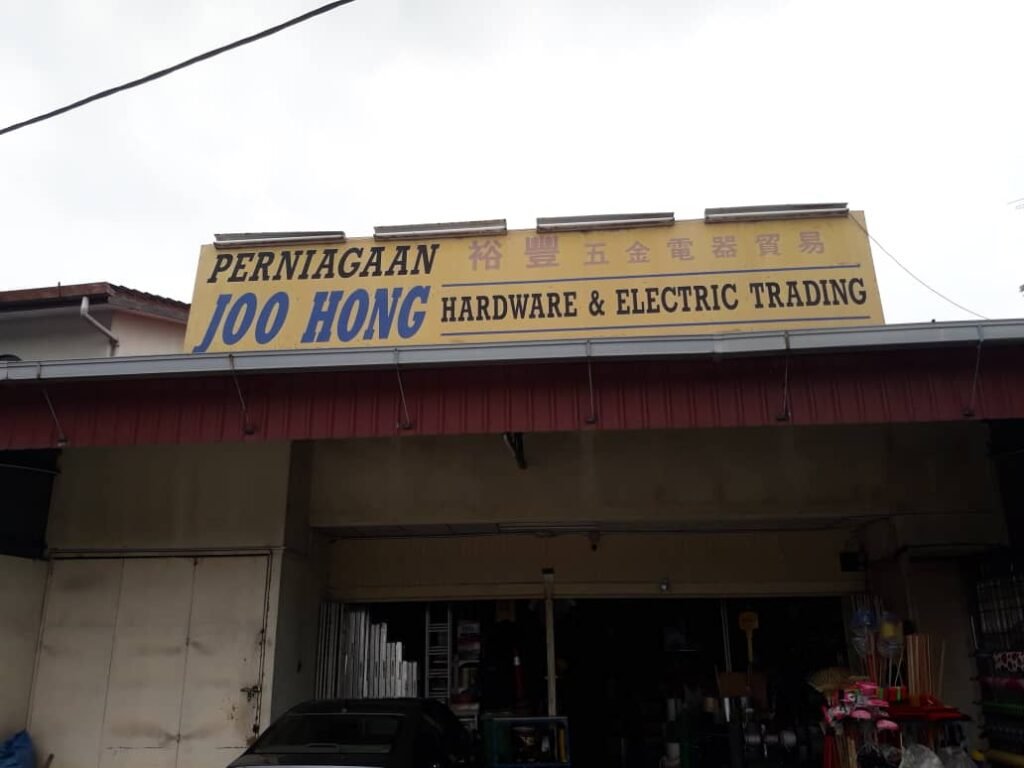 PERNIAGAAN 裕豐五金電器貿易
JOO HONG HARDWARE & ELECTRIC TRADING